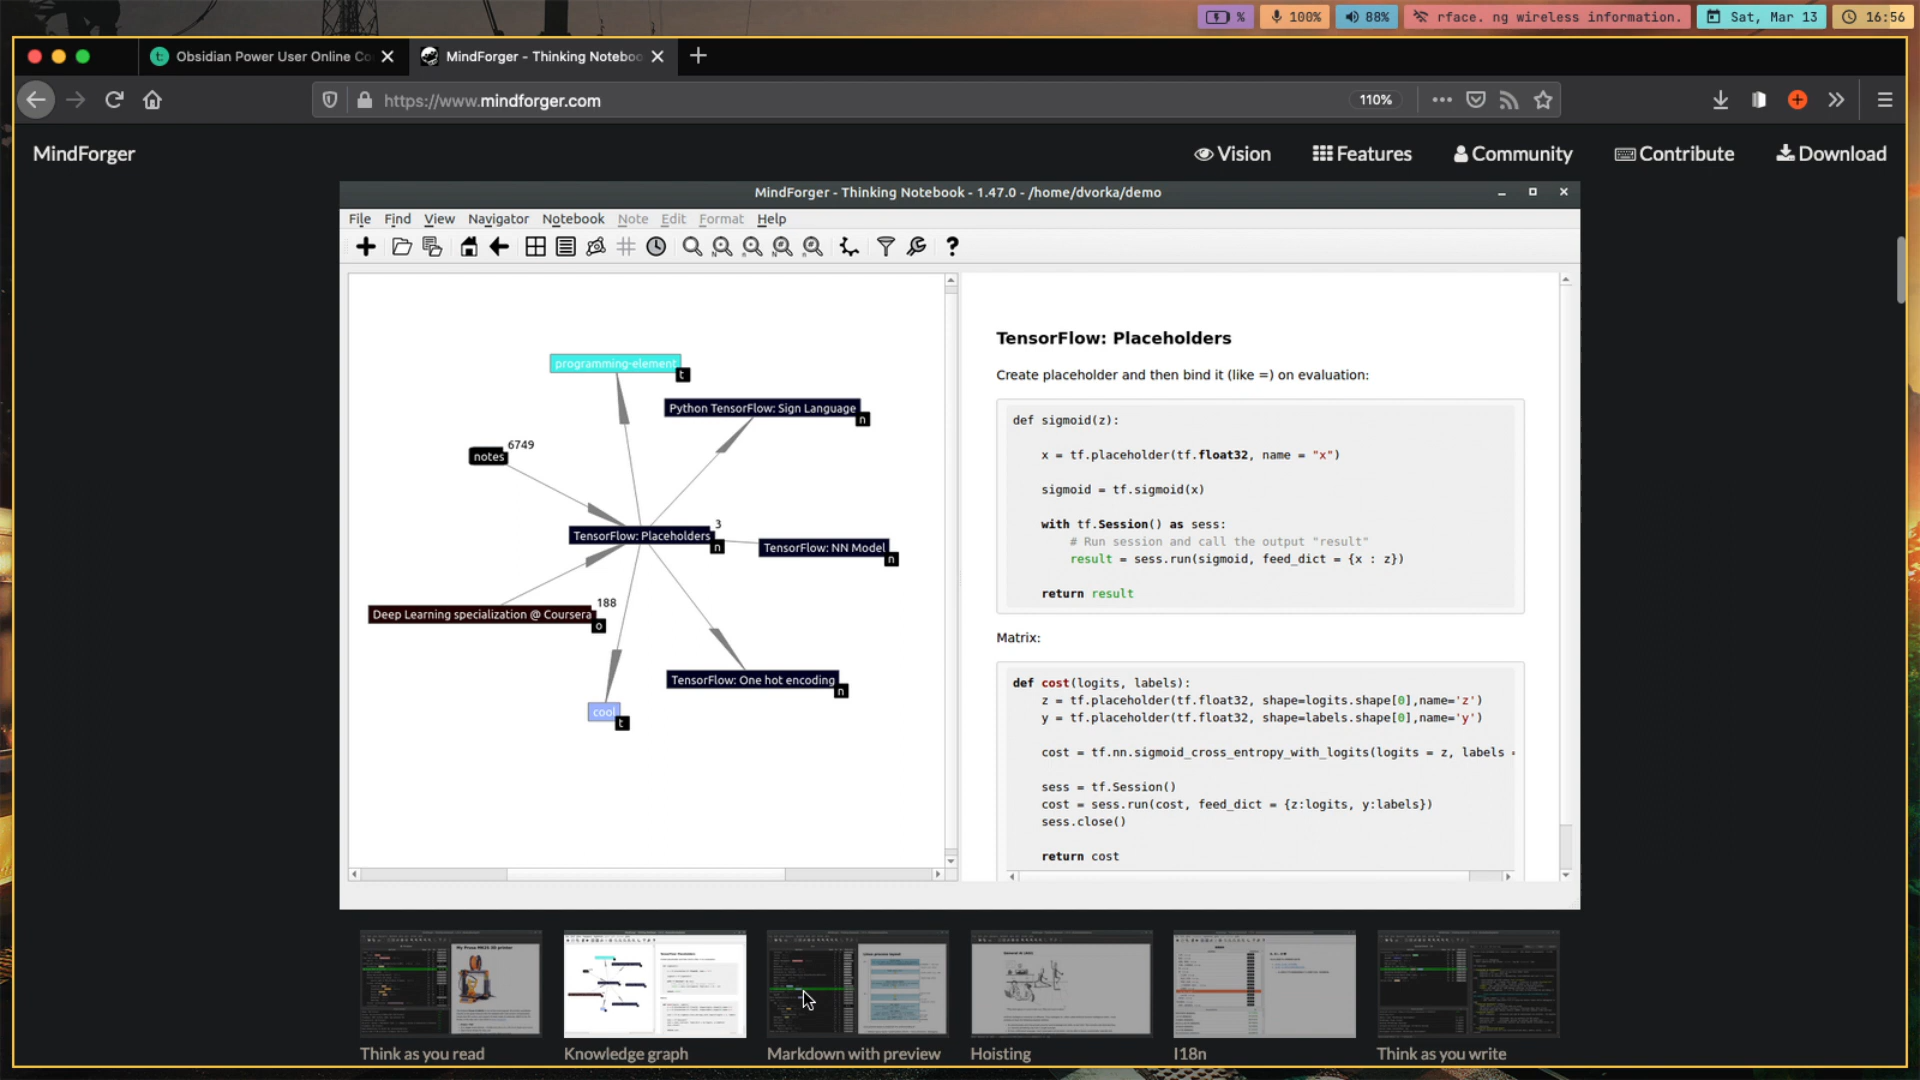 %
100%
88%
rface. ng wireless information.
Sat, Mar 13
16:56
Obsidian Power User Online Co
MindForger - Thinking Noteboo
https://www.mindforger.com
110%
MindForger
Vision
Features
Community
Contribute
Download
MindForger - Thinking Notebook - 1.47.0 - /home/dvorka/demo
File Find View Navigator Notebook Note Edit Format Help
programming-element
t
Python TensorFlow: Sign Language
n
6749
notes
3
TensorFlow: Placeholders
n
TensorFlow: NN Model
n
188
Deep Learning specialization @ Coursera
o
TensorFlow: One hot encoding
n
cool
t
TensorFlow: Placeholders
Create placeholder and then bind it (like =) on evaluation:
def sigmoid(z):
x = tf.placeholder(tf.float32, name = "x")
sigmoid = tf.sigmoid(x)
with tf.Session() as sess:
# Run session and call the output "result"
result = sess.run(sigmoid, feed_dict = {x : z})
return result
Matrix:
def cost(logits, labels):
z = tf.placeholder(tf.float32, shape=logits.shape[0],name='z')
y = tf.placeholder(tf.float32, shape=labels.shape[0],name='y')
cost = tf.nn.sigmoid_cross_entropy_with_logits(logits = z, labels =
sess = tf.Session()
cost = sess.run(cost, feed_dict = {z:logits, y:labels})
sess.close()
return cost
Think as you read
Knowledge graph
Markdown with preview
Hoisting
I18n
Think as you write